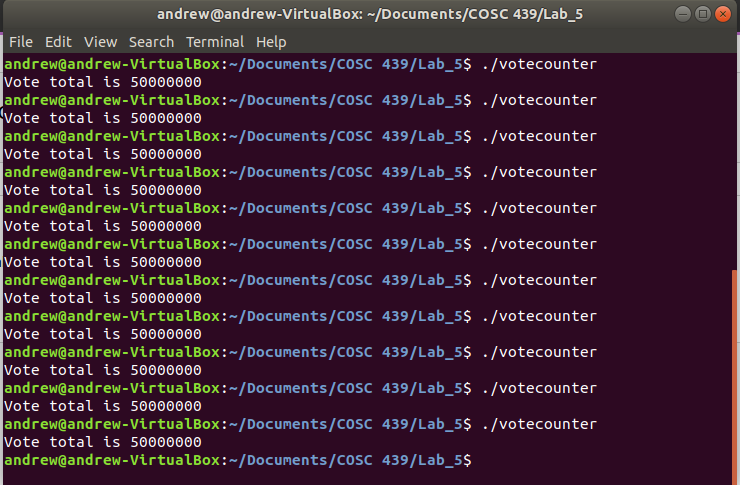 andrew@andrew-VirtualBox: ~/Documents/COSC 439/Lab_5
File Edit View Search Terminal Help
andrew@andrew-VirtualBox:~/Documents/COSC 439/Lab_5$ ./votecounter
Vote total is 50000000
andrew@andrew-VirtualBox:~/Documents/COSC 439/Lab_5$ ./votecounter
Vote total is 50000000
andrew@andrew-VirtualBox:~/Documents/COSC 439/Lab_5$ ./votecounter
Vote total is 50000000
andrew@andrew-VirtualBox:~/Documents/COSC 439/Lab_5$ ./votecounter
Vote total is 50000000
andrew@andrew-VirtualBox:~/Documents/COSC 439/Lab_5$ ./votecounter
Vote total is 50000000
andrew@andrew-VirtualBox:~/Documents/COSC 439/Lab_5$ ./votecounter
Vote total is 50000000
andrew@andrew-VirtualBox:~/Documents/COSC 439/Lab_5$ ./votecounter
Vote total is 50000000
andrew@andrew-VirtualBox:~/Documents/COSC 439/Lab_5$ ./votecounter
Vote total is 50000000
andrew@andrew-VirtualBox:~/Documents/COSC 439/Lab_5$ ./votecounter
Vote total is 50000000
andrew@andrew-VirtualBox:~/Documents/COSC 439/Lab_5$ ./votecounter
Vote total is 50000000
andrew@andrew-VirtualBox:~/Documents/COSC 439/Lab_5$ ./votecounter
Vote total is 50000000
andrew@andrew-VirtualBox:~/Documents/COSC 439/Lab_5$